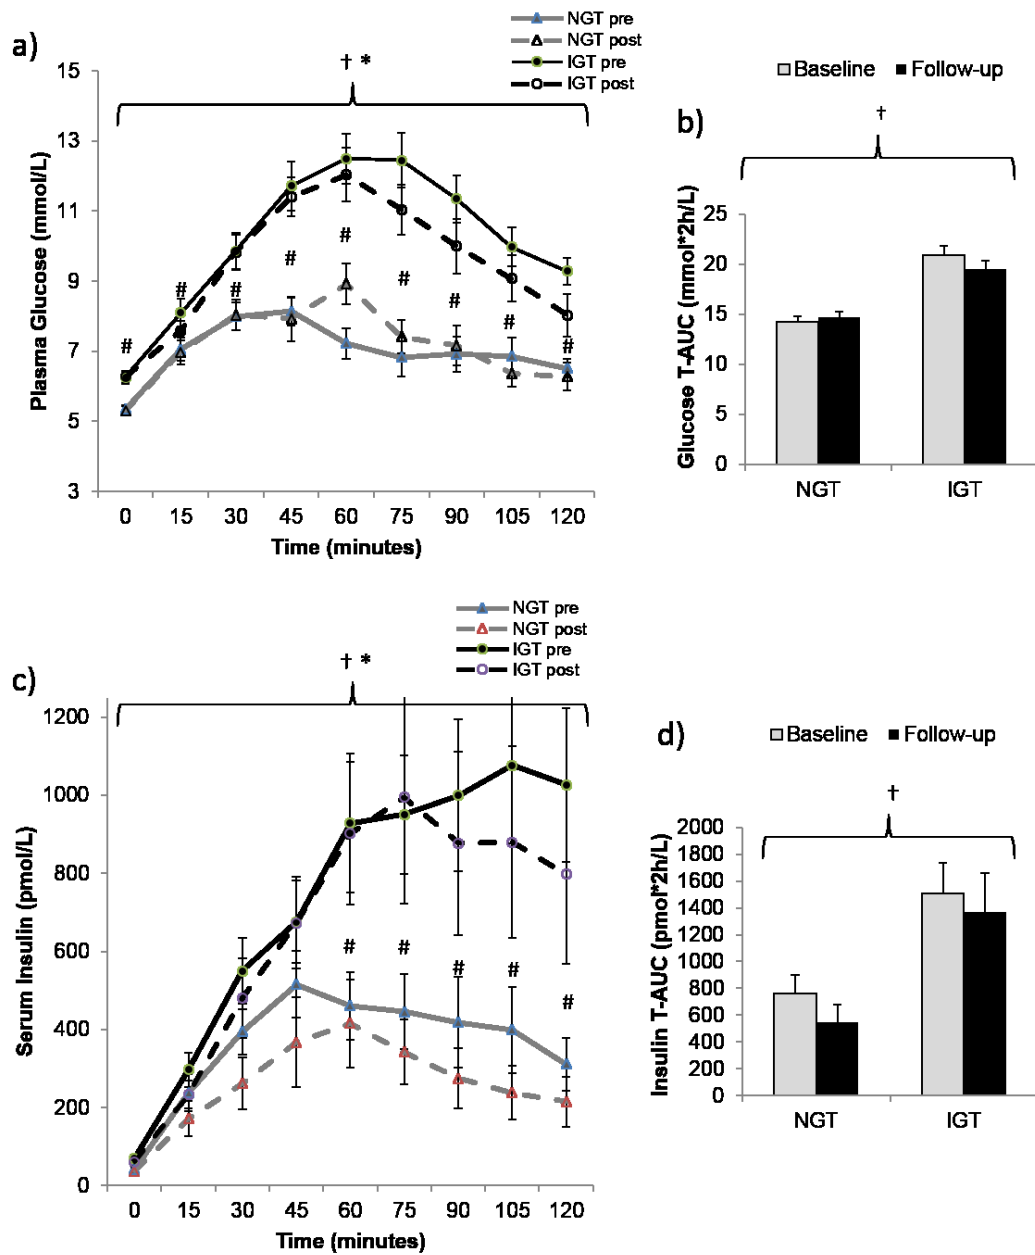 a)
NGT pre
NGT post
IGT pre
IGT post
† *
Plasma Glucose (mmol/L)
15
13
11
9
7
5
3
# # # # # # # # #
0 15 30 45 60 75 90 105 120
Time (minutes)
b)
Baseline Follow-up
†
Glucose T-AUC (mmol*2h/L)
25
20
15
10
5
0
NGT IGT
c)
NGT pre
NGT post
IGT pre
IGT post
† *
Serum Insulin (pmol/L)
1200
1000
800
600
400
200
0
# # # # #
0 15 30 45 60 75 90 105 120
Time (minutes)
d)
Baseline Follow-up
†
Insulin T-AUC (pmol*2h/L)
2000
1800
1600
1400
1200
1000
800
600
400
200
0
NGT IGT